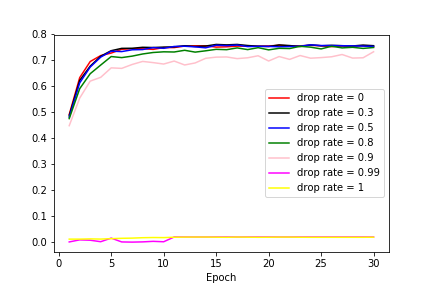 0.8
0.7
0.6
0.5
0.4
0.3
0.2
0.1
0.0
drop rate = 0
drop rate = 0.3
drop rate = 0.5
drop rate = 0.8
drop rate = 0.9
drop rate = 0.99
drop rate = 1
0 5 10 15 20 25 30
Epoch